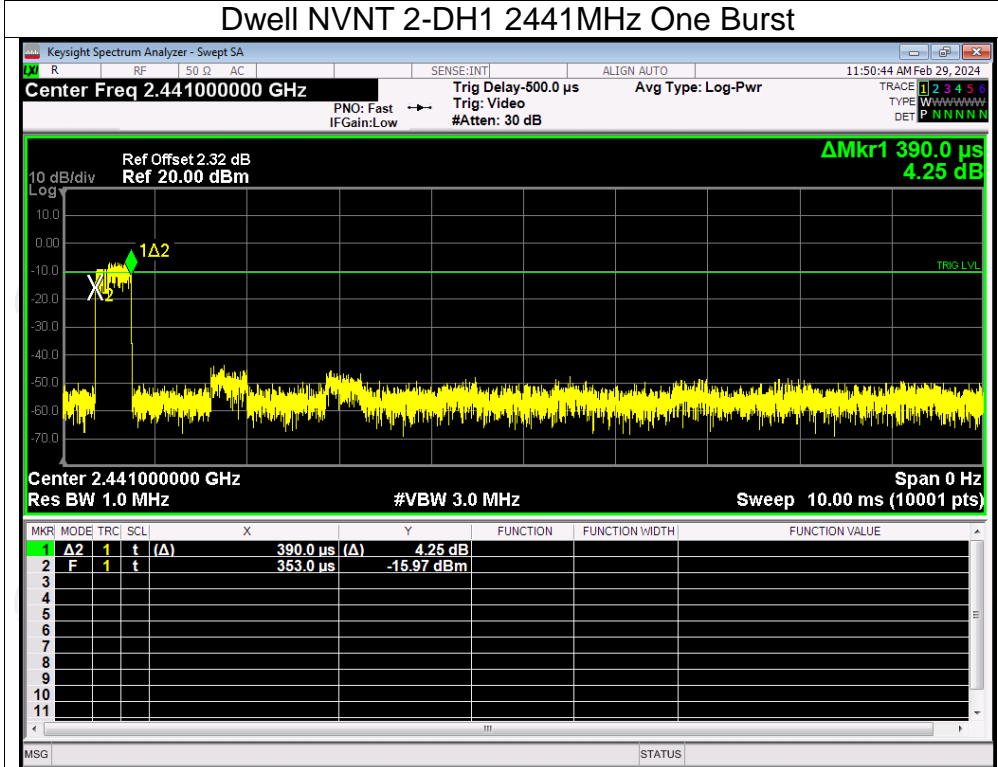 Dwell NVNT 2-DH1 2441MHz One Burst
Keysight Spectrum Analyzer - Swept SA
LXI R RF 50 Ω AC SENSE:INT ALIGN AUTO 11:50:44 AM Feb 29, 2024
Center Freq 2.441000000 GHz
PNO: Fast
IFGain:Low
Trig Delay-500.0 µs
Trig: Video
#Atten: 30 dB
Avg Type: Log-Pwr
TRACE 1 2 3 4 5 6
TYPE WWWWWW
DET P N N N N N
ΔMkr1 390.0 µs
4.25 dB
Ref Offset 2.32 dB
10 dB/div Ref 20.00 dBm
Log
10.0
0.00
-10.0
-20.0
-30.0
-40.0
-50.0
-60.0
-70.0
1Δ2
2
TRIG LVL
Center 2.441000000 GHz Span 0 Hz
Res BW 1.0 MHz #VBW 3.0 MHz Sweep 10.00 ms (10001 pts)
MKR MODE TRC SCL X Y FUNCTION FUNCTION WIDTH FUNCTION VALUE
1 Δ2 1 t (Δ) 390.0 µs (Δ) 4.25 dB
2 F 1 t 353.0 µs -15.97 dBm
3
4
5
6
7
8
9
10
11
MSG STATUS